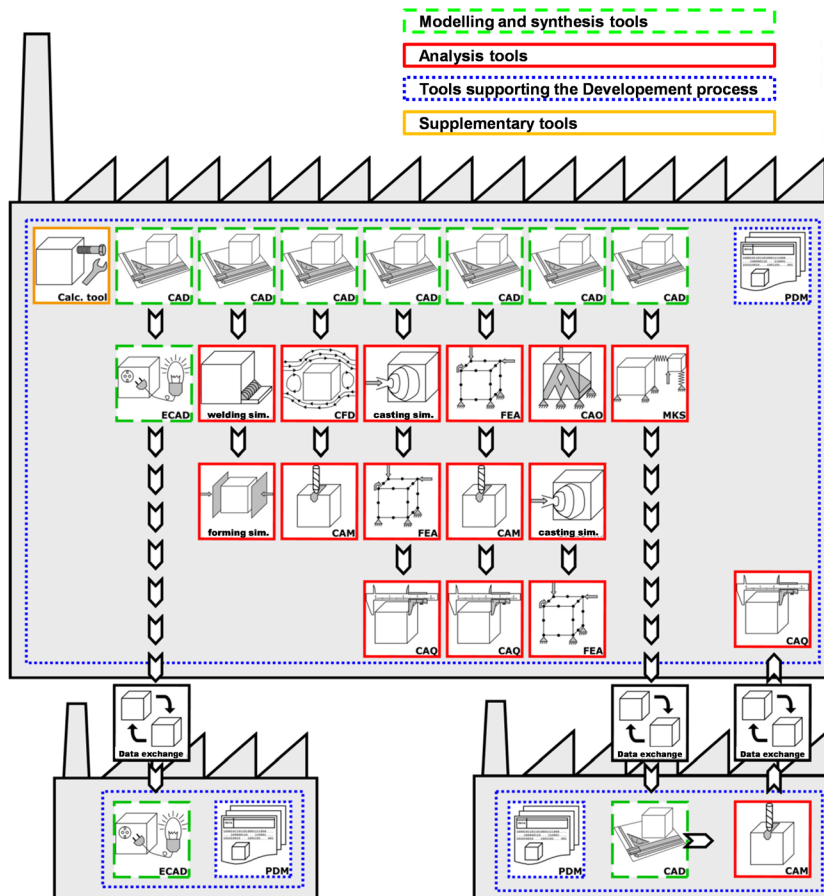 Modelling and synthesis tools
Analysis tools
Tools supporting the Developement process
Supplementary tools
Calc. tool
CAD
CAD
CAD
CAD
CAD
CAD
CAD
PDM
ECAD
welding sim.
CFD
casting sim.
FEA
CAO
MKS
forming sim.
CAM
FEA
CAM
casting sim.
CAQ
CAQ
FEA
CAQ
Data exchange
Data exchange
Data exchange
ECAD
PDM
PDM
CAD
CAM